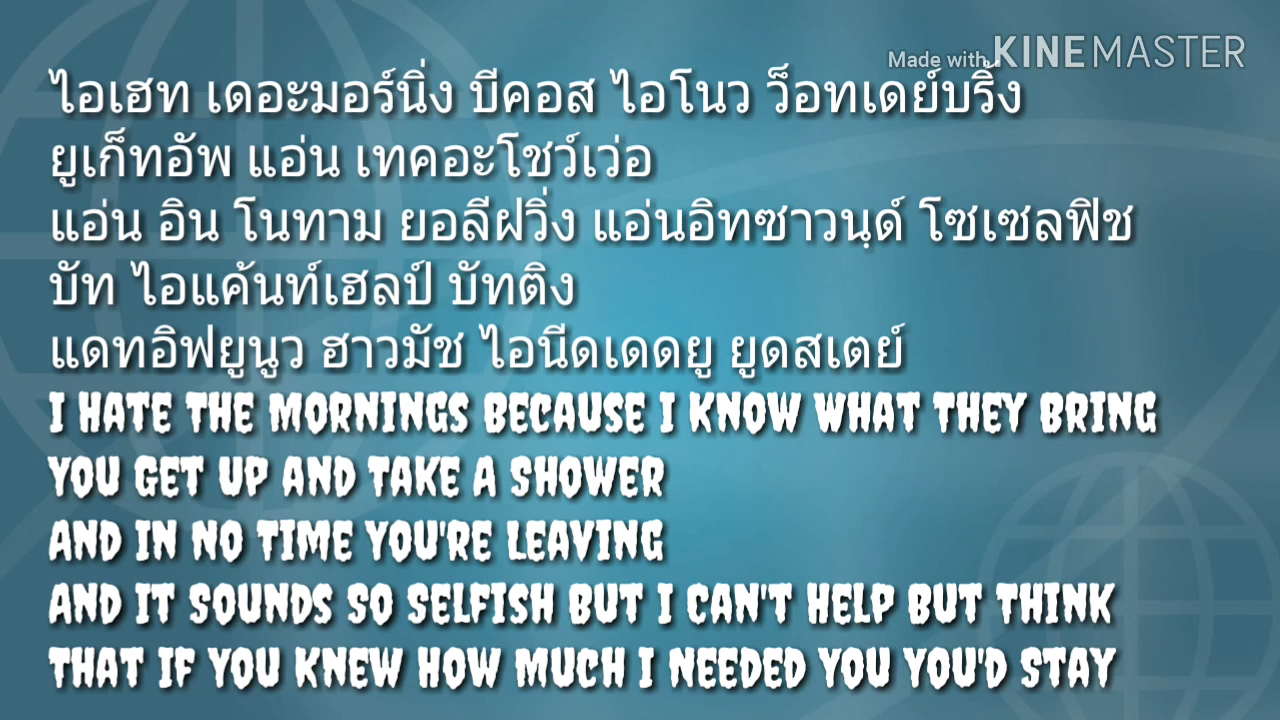 Made with KINEMASTER
ไอเฮท เดอะมอร์นิ่ง บีคอส ไอโนว ว็อทเดย์บริ้ง
ยูเก็ทอัพ แอ่น เทคอะโชว์เว่อ
แอ่น อิน โนทาม ยอลีฝวิ่ง แอ่นอิทซาวนฺด์ โซเซลฟิช
บัท ไอแค้นท์เฮลป์ บัทติง
แดทอิฟยูนูว ฮาวมัช ไอนีดเดดยู ยูดสเตย์
I HATE THE MORNINGS BECAUSE I KNOW WHAT THEY BRING
YOU GET UP AND TAKE A SHOWER
AND IN NO TIME YOU'RE LEAVING
AND IT SOUNDS SO SELFISH BUT I CAN'T HELP BUT THINK
THAT IF YOU KNEW HOW MUCH I NEEDED YOU YOU'D STAY